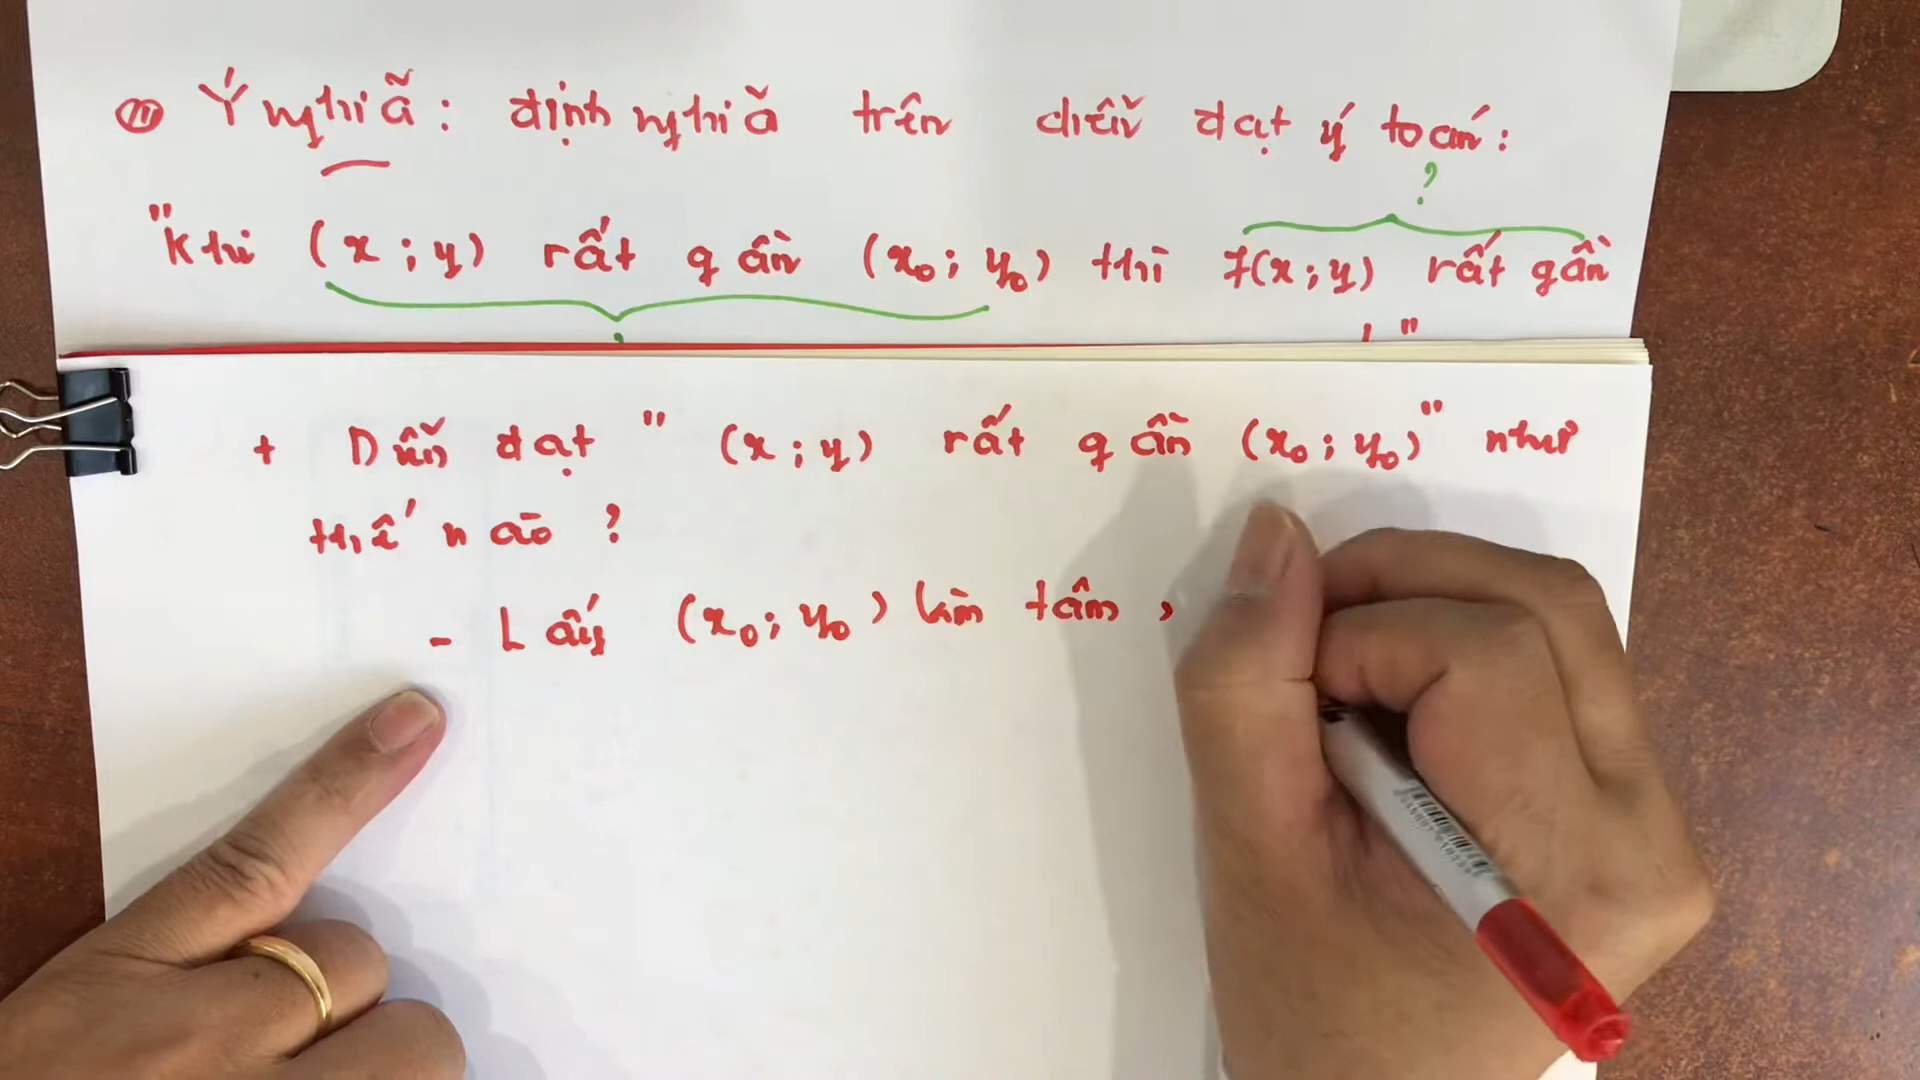 Ý nghĩa: định nghĩa trên diễn đạt ý toán:
?
"Khi (x; y) rất gần (x₀; y₀) thì f(x; y) rất gần
"
+ Diễn đạt " (x; y) rất gần (x₀; y₀)" như
thế nào ?
- Lấy (x₀; y₀) làm tâm,